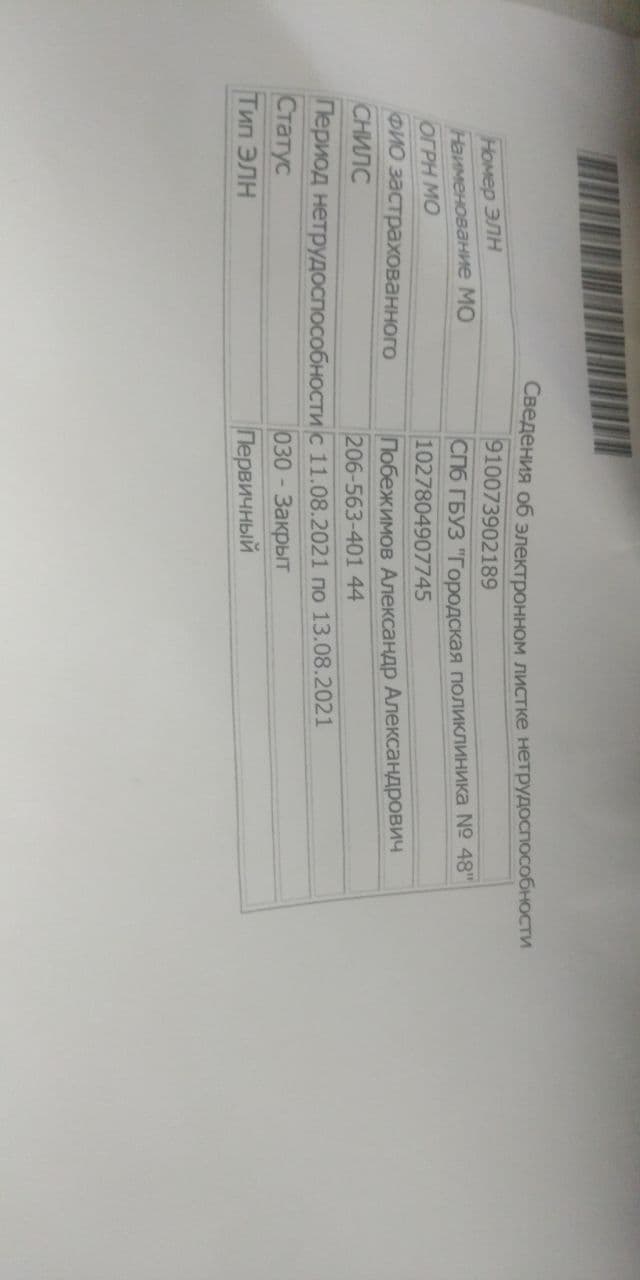 Сведения об электронном листке нетрудоспособности
Номер ЭЛН 910073902189
Наименование МО СПб ГБУЗ "Городская поликлиника № 48"
ОГРН МО 1027804907745
ФИО застрахованного Побежимов Александр Александрович
СНИЛС 206-563-401 44
Период нетрудоспособности с 11.08.2021 по 13.08.2021
Статус 030 - Закрыт
Тип ЭЛН Первичный